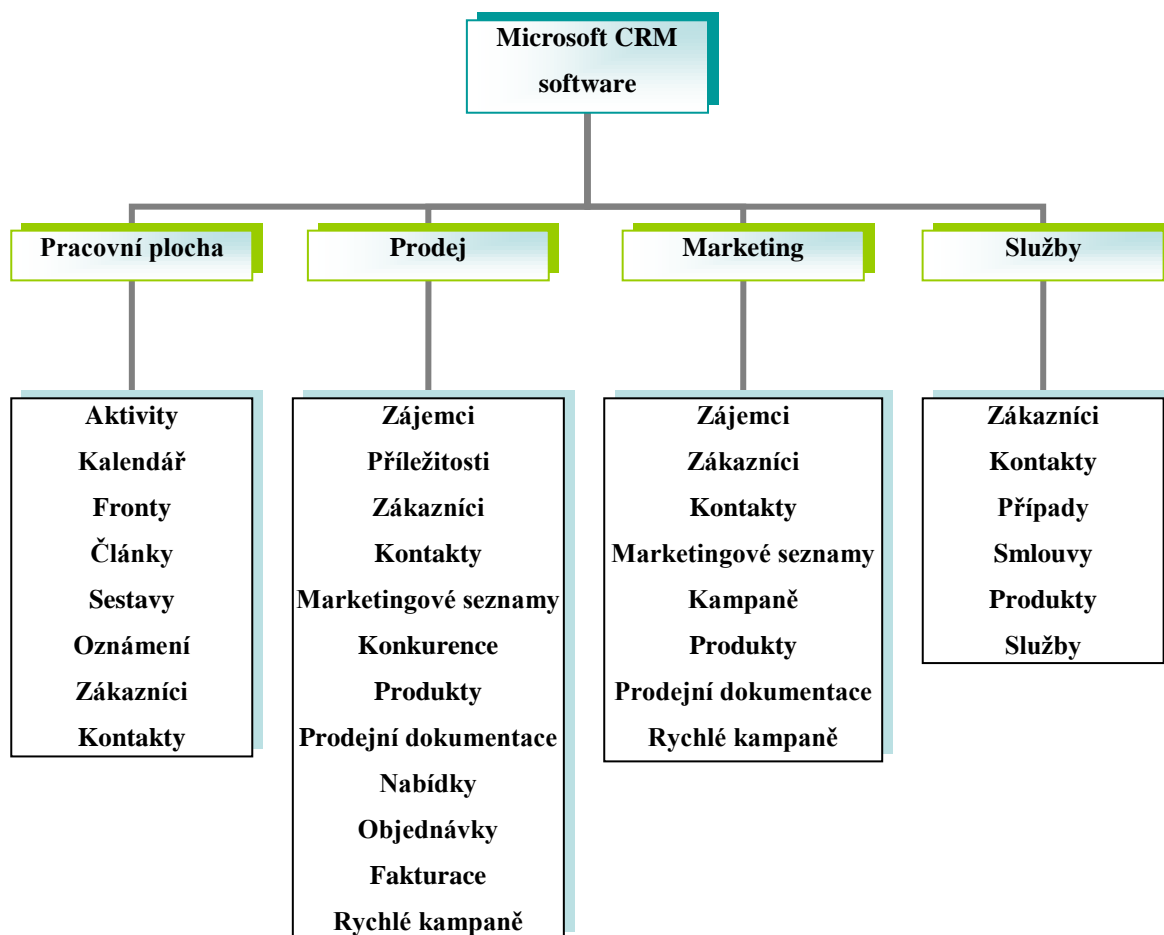 Microsoft CRM
software
Pracovní plocha
Prodej
Marketing
Služby
Aktivity
Kalendář
Fronty
Články
Sestavy
Oznámení
Zákazníci
Kontakty
Zájemci
Příležitosti
Zákazníci
Kontakty
Marketingové seznamy
Konkurence
Produkty
Prodejní dokumentace
Nabídky
Objednávky
Fakturace
Rychlé kampaně
Zájemci
Zákazníci
Kontakty
Marketingové seznamy
Kampaně
Produkty
Prodejní dokumentace
Rychlé kampaně
Zákazníci
Kontakty
Případy
Smlouvy
Produkty
Služby